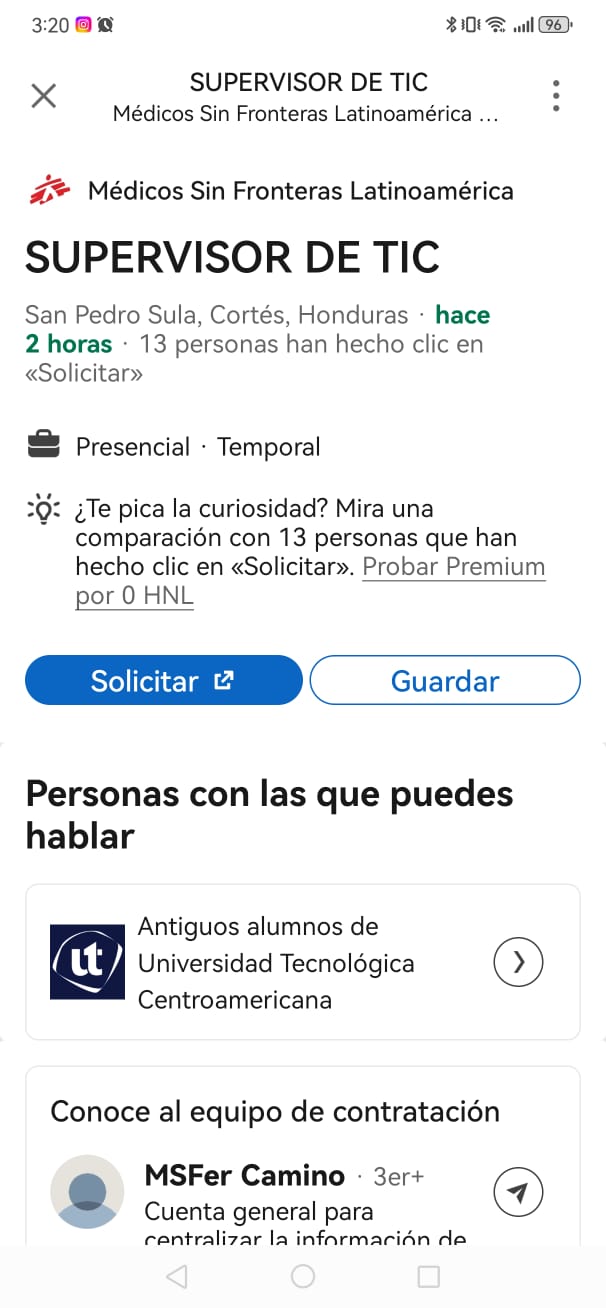 3:20
96
SUPERVISOR DE TIC
Médicos Sin Fronteras Latinoamérica ...
Médicos Sin Fronteras Latinoamérica
SUPERVISOR DE TIC
San Pedro Sula, Cortés, Honduras · hace
2 horas · 13 personas han hecho clic en
«Solicitar»
Presencial · Temporal
¿Te pica la curiosidad? Mira una
comparación con 13 personas que han
hecho clic en «Solicitar». Probar Premium
por 0 HNL
Solicitar
Guardar
Personas con las que puedes
hablar
ut
Antiguos alumnos de
Universidad Tecnológica
Centroamericana
Conoce al equipo de contratación
MSFer Camino · 3er+
Cuenta general para
centralizar la información de